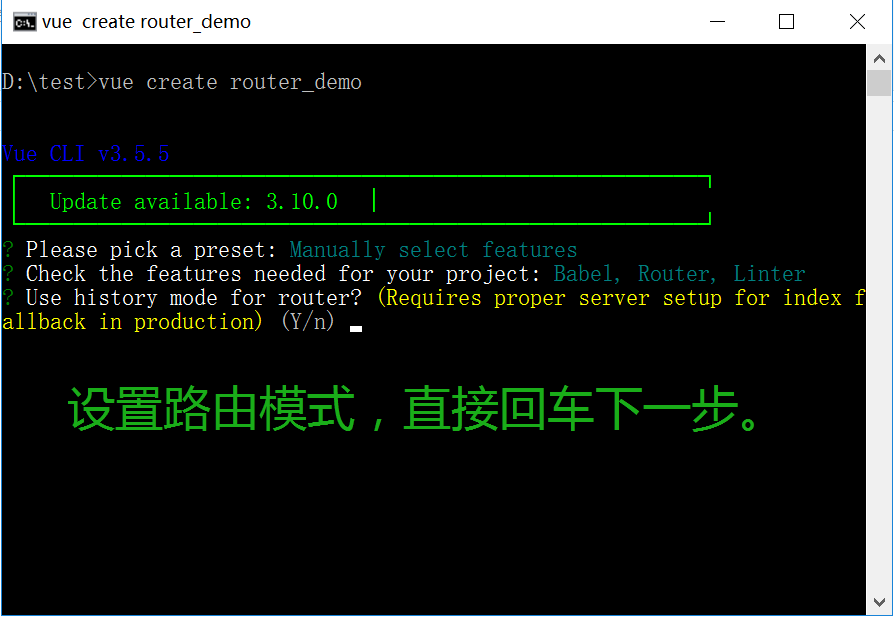 vue  create router_demo
D:\test>vue create router_demo
Vue CLI v3.5.5
Update available: 3.10.0
? Please pick a preset: Manually select features
? Check the features needed for your project: Babel, Router, Linter
? Use history mode for router? (Requires proper server setup for index f
allback in production) (Y/n)
设置路由模式，直接回车下一步。